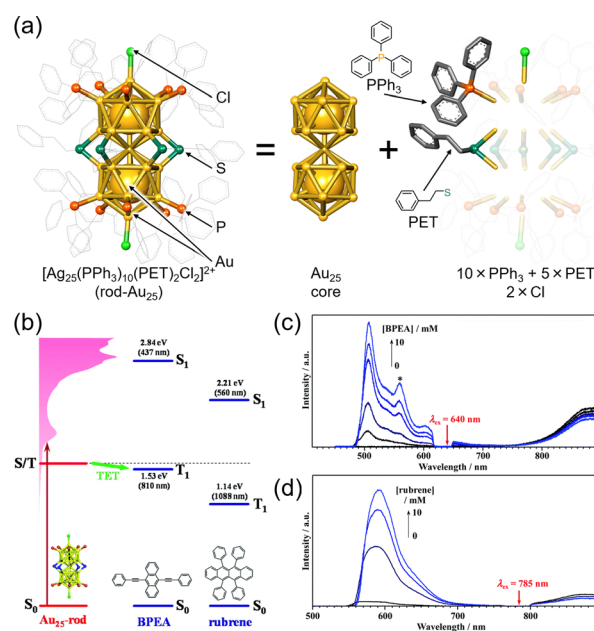 (a)
Cl
S
P
Au
[Ag25(PPh3)10(PET)2Cl2]2+
(rod-Au25)
=
Au25
core
+
P
PPh3
S
PET
10 × PPh3 + 5 × PET
2 × Cl
(b)
2.84 eV
(437 nm)
S1
2.21 eV
(560 nm)
S1
S/T
TET
T1
1.53 eV
(810 nm)
1.14 eV
(1088 nm)
T1
S0
S0
S0
Au25-rod
BPEA
rubrene
(c)
[BPEA] / mM
10
0
*
λex = 640 nm
Intensity / a.u.
500
600
700
800
900
Wavelength / nm
(d)
[rubrene]
/ mM
10
0
λex = 785 nm
Intensity / a.u.
500
600
700
800
900
Wavelength / nm